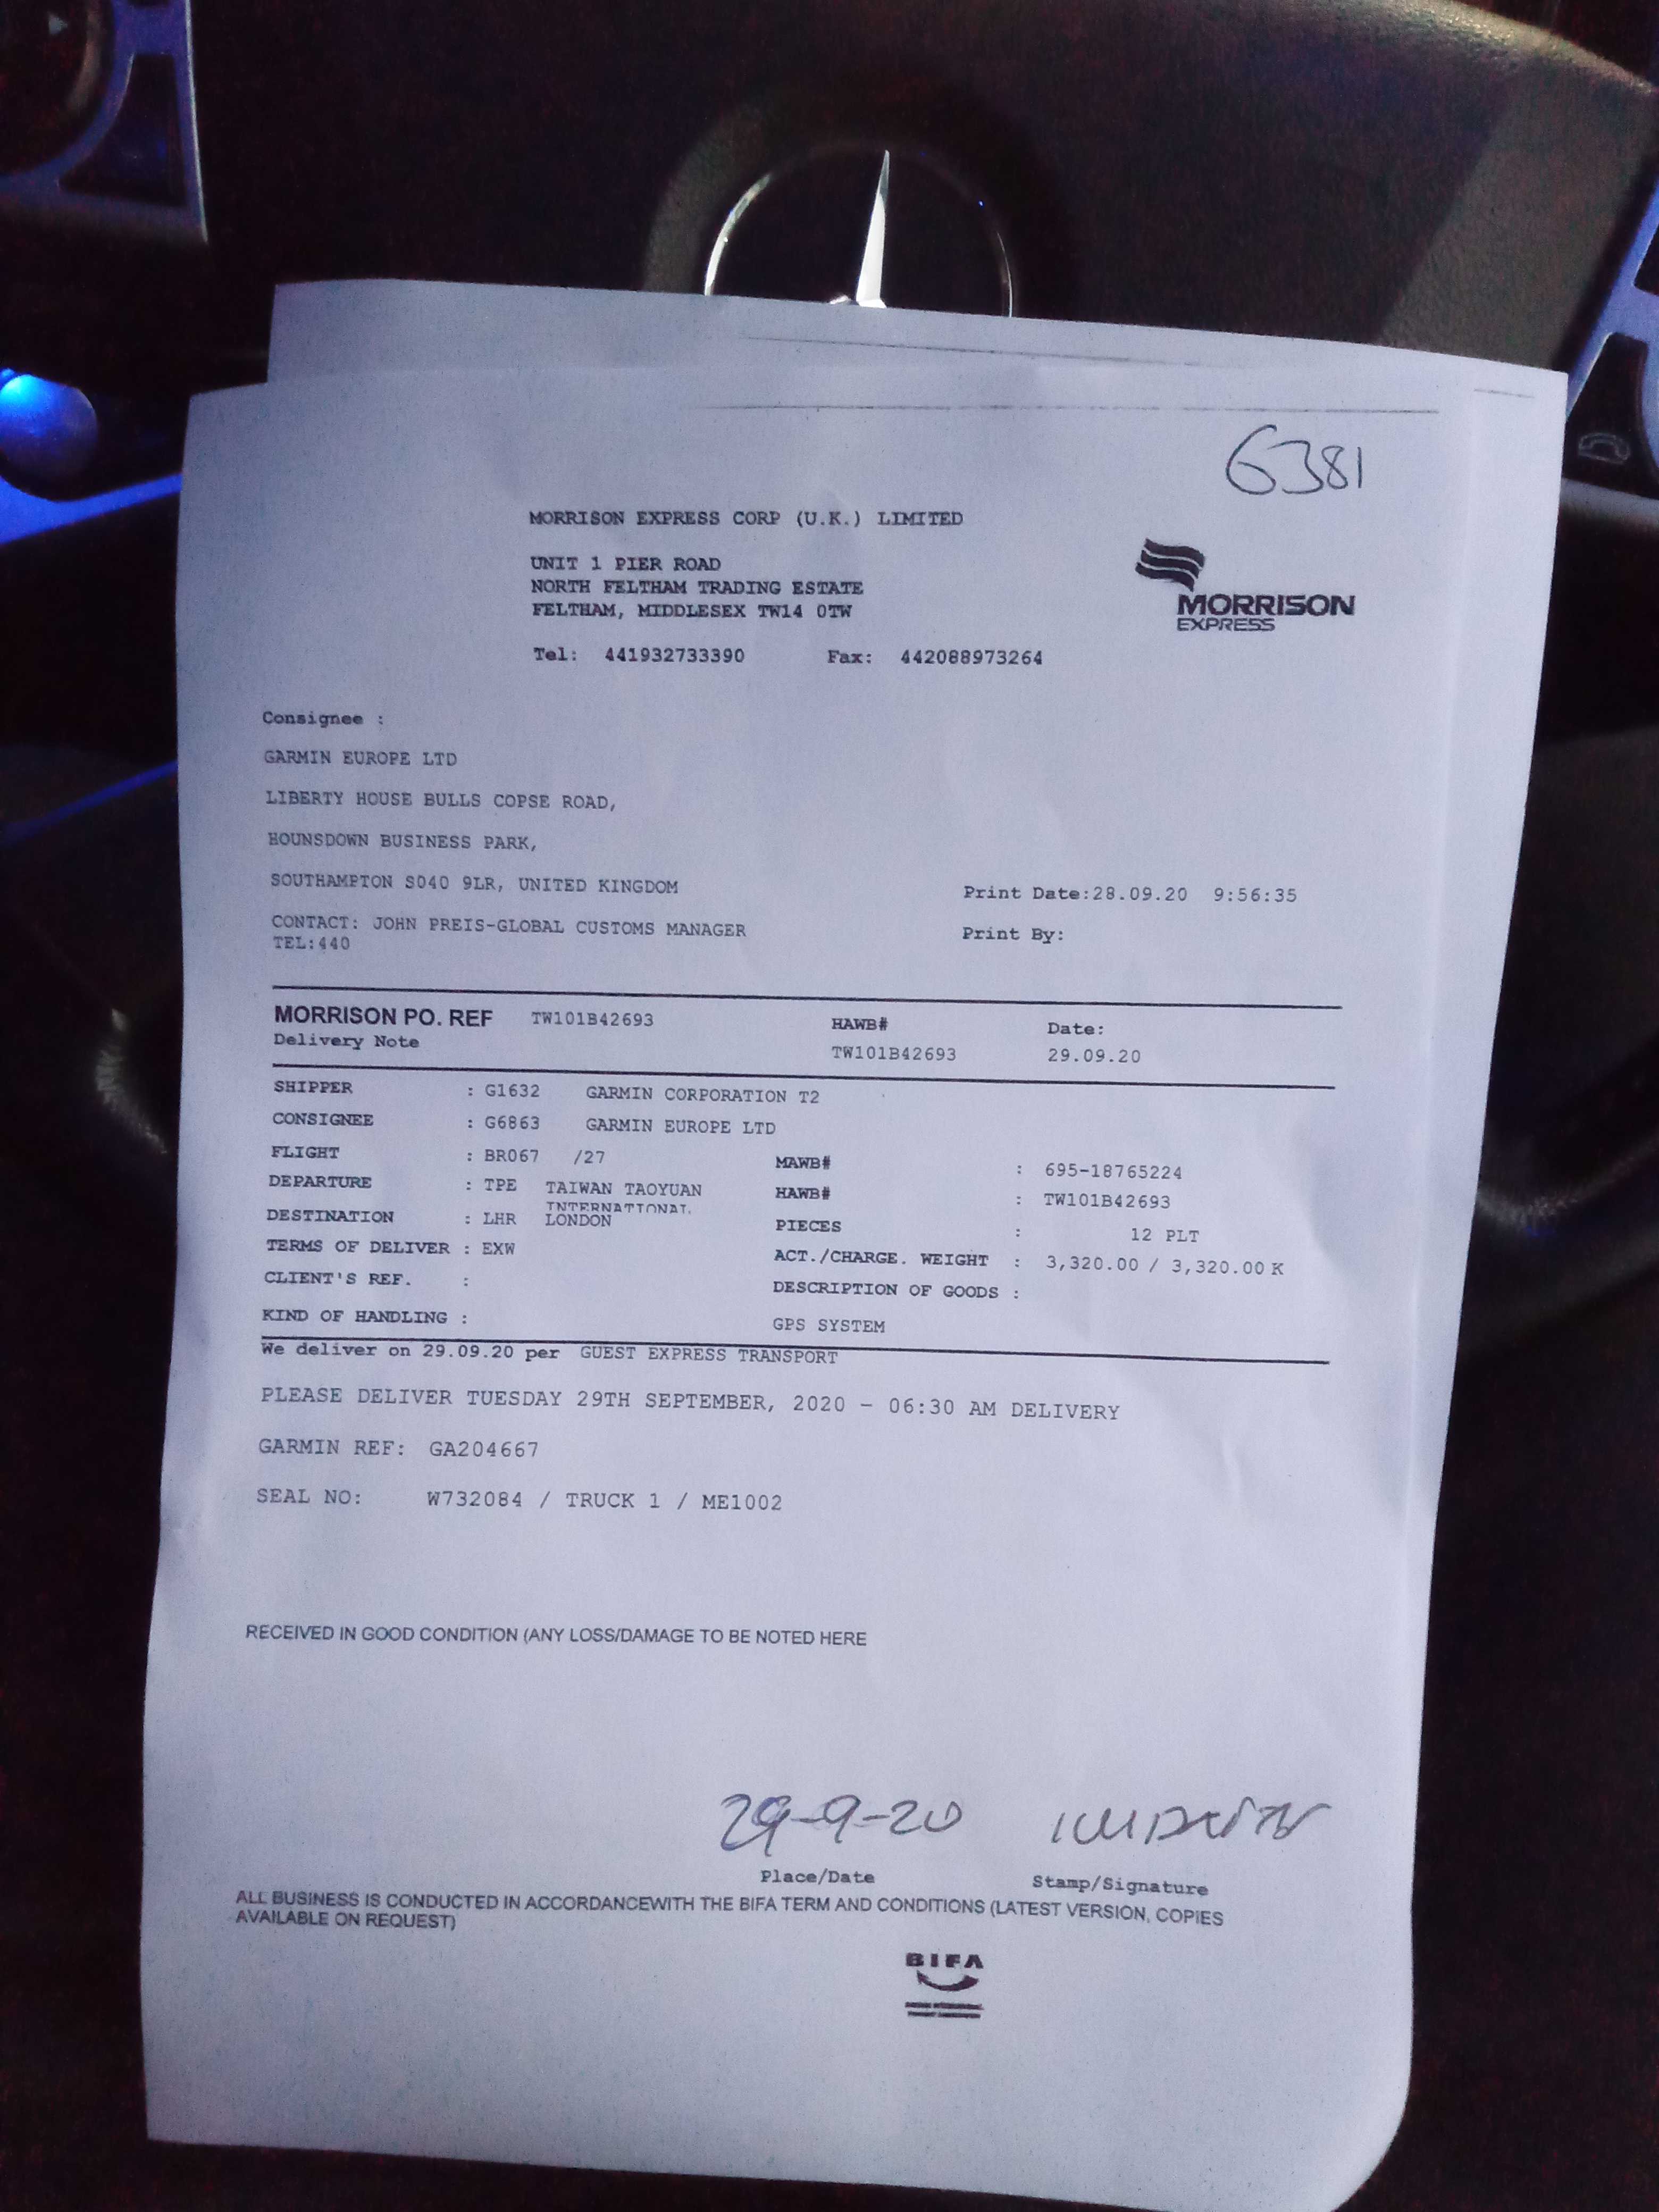 6381
MORRISON EXPRESS CORP (U.K.) LIMITED
UNIT 1 PIER ROAD
NORTH FELTHAM TRADING ESTATE
FELTHAM, MIDDLESEX TW14 0TW
Tel: 441932733390 Fax: 442088973264
MORRISON
EXPRESS
Consignee :
GARMIN EUROPE LTD
LIBERTY HOUSE BULLS COPSE ROAD,
HOUNSDOWN BUSINESS PARK,
SOUTHAMPTON SO40 9LR, UNITED KINGDOM
Print Date:28.09.20 9:56:35
CONTACT: JOHN PREIS-GLOBAL CUSTOMS MANAGER
TEL:440
Print By:
MORRISON PO. REF TW101B42693 HAWB# Date:
Delivery Note TW101B42693 29.09.20
SHIPPER : G1632 GARMIN CORPORATION T2
CONSIGNEE : G6863 GARMIN EUROPE LTD
FLIGHT : BR067 /27 MAWB# : 695-18765224
DEPARTURE : TPE TAIWAN TAOYUAN INTERNATIONAL HAWB# : TW101B42693
DESTINATION : LHR LONDON PIECES : 12 PLT
TERMS OF DELIVER : EXW ACT./CHARGE. WEIGHT : 3,320.00 / 3,320.00 K
CLIENT'S REF. : DESCRIPTION OF GOODS :
KIND OF HANDLING : GPS SYSTEM
We deliver on 29.09.20 per GUEST EXPRESS TRANSPORT
PLEASE DELIVER TUESDAY 29TH SEPTEMBER, 2020 - 06:30 AM DELIVERY
GARMIN REF: GA204667
SEAL NO: W732084 / TRUCK 1 / ME1002
RECEIVED IN GOOD CONDITION (ANY LOSS/DAMAGE TO BE NOTED HERE
29-9-20
Place/Date Stamp/Signature
ALL BUSINESS IS CONDUCTED IN ACCORDANCEWITH THE BIFA TERM AND CONDITIONS (LATEST VERSION, COPIES
AVAILABLE ON REQUEST)
BIFA